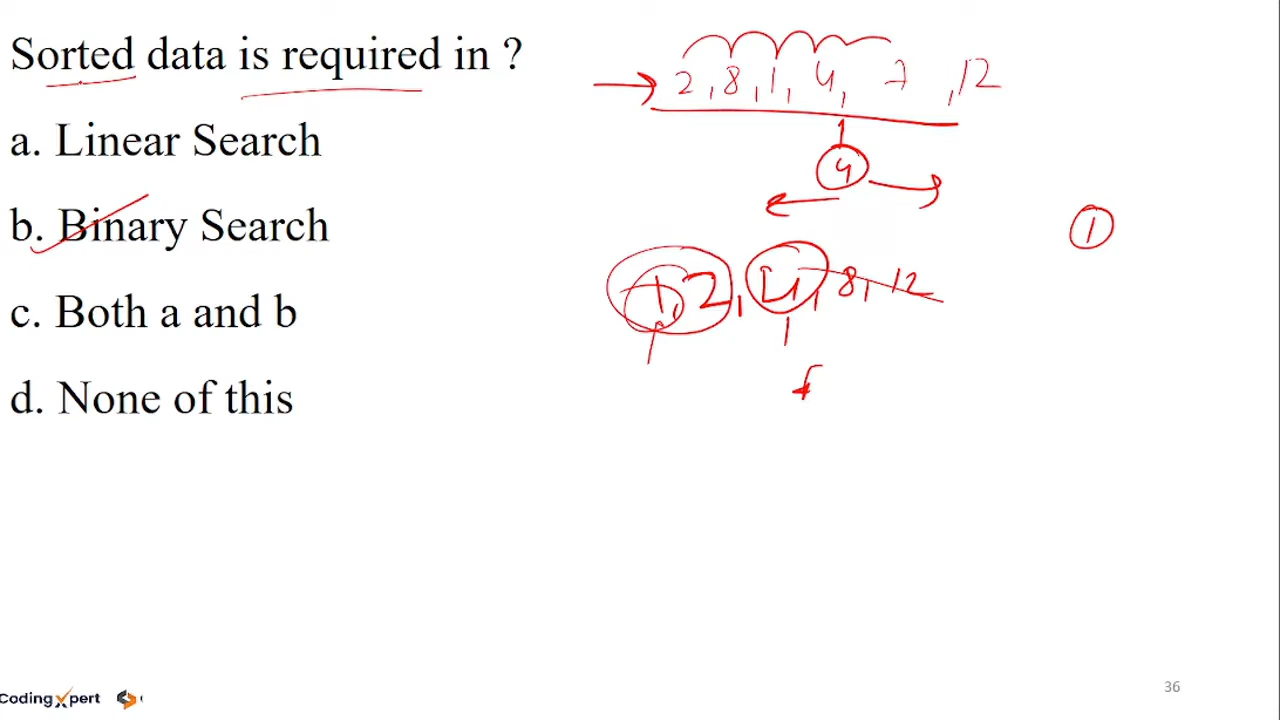 Sorted data is required in ?
a. Linear Search
b. Binary Search
c. Both a and b
d. None of this
2, 8, 1, 4, 7, 12
4
1
1, 2, 4, 8, 12
36
CodingXpert